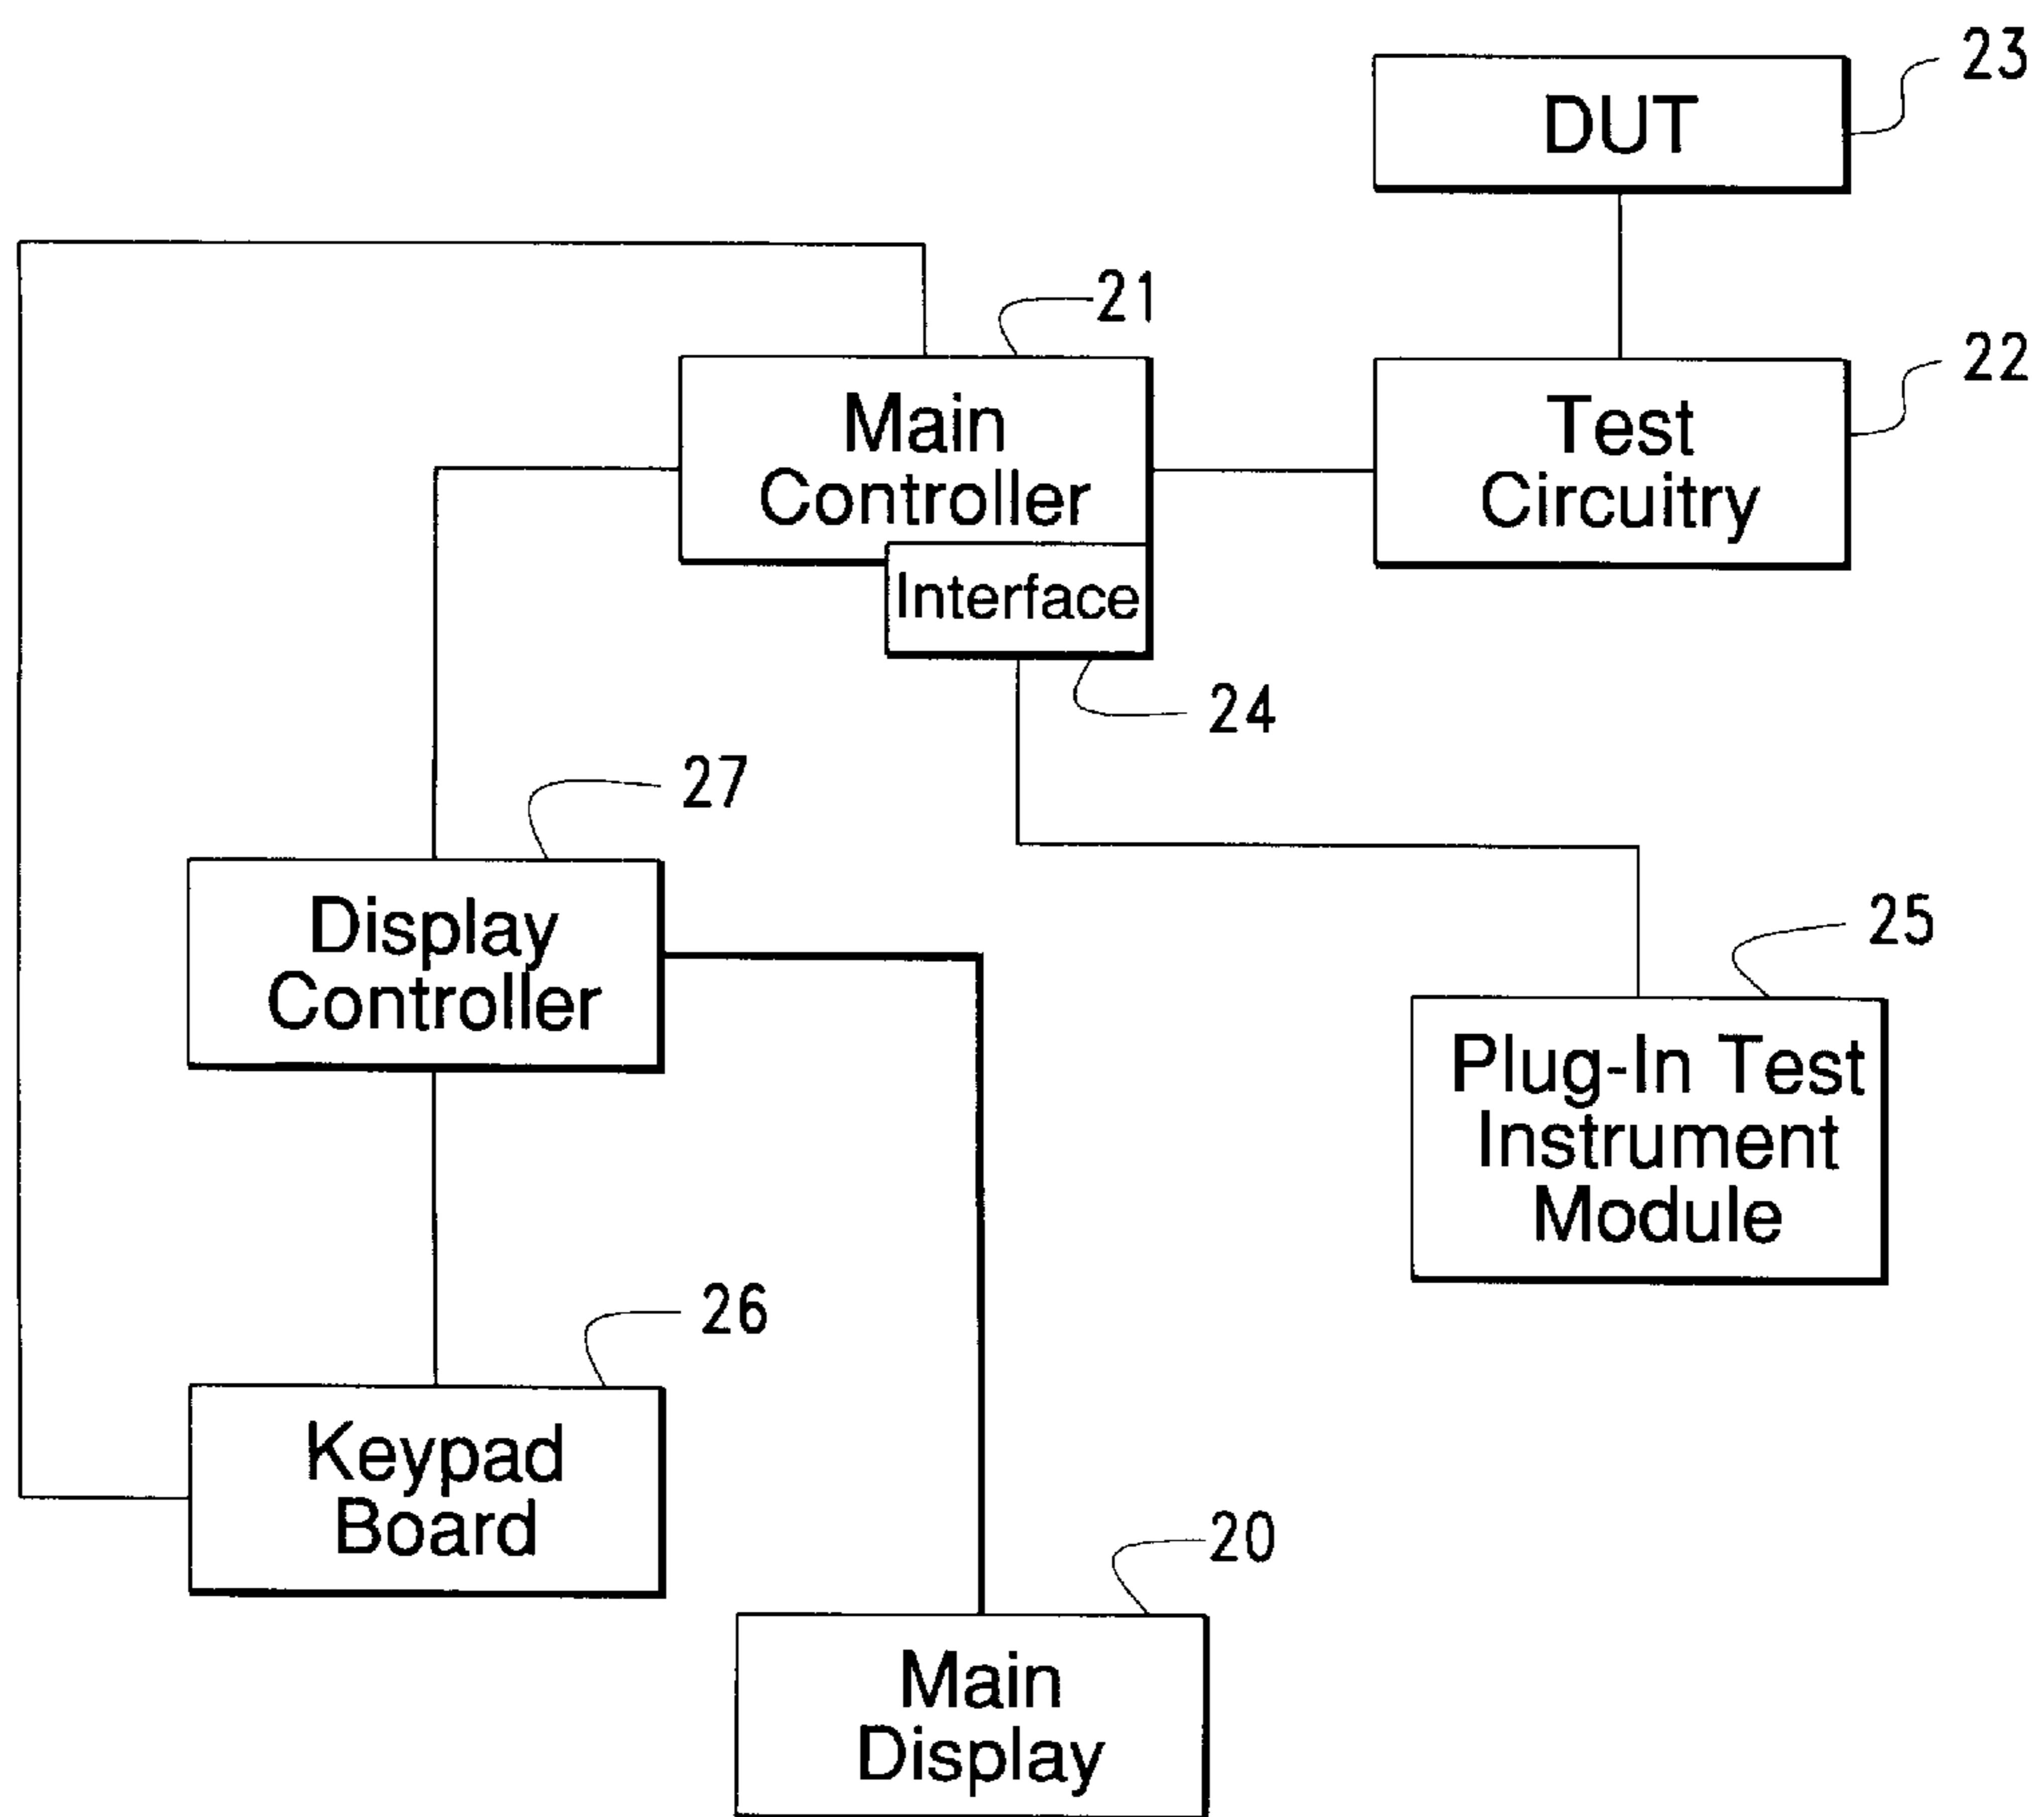 23
DUT
21
22
Main
Controller
Test
Circuitry
Interface
24
27
25
Display
Controller
Plug-In Test
Instrument
Module
26
Keypad
Board
20
Main
Display